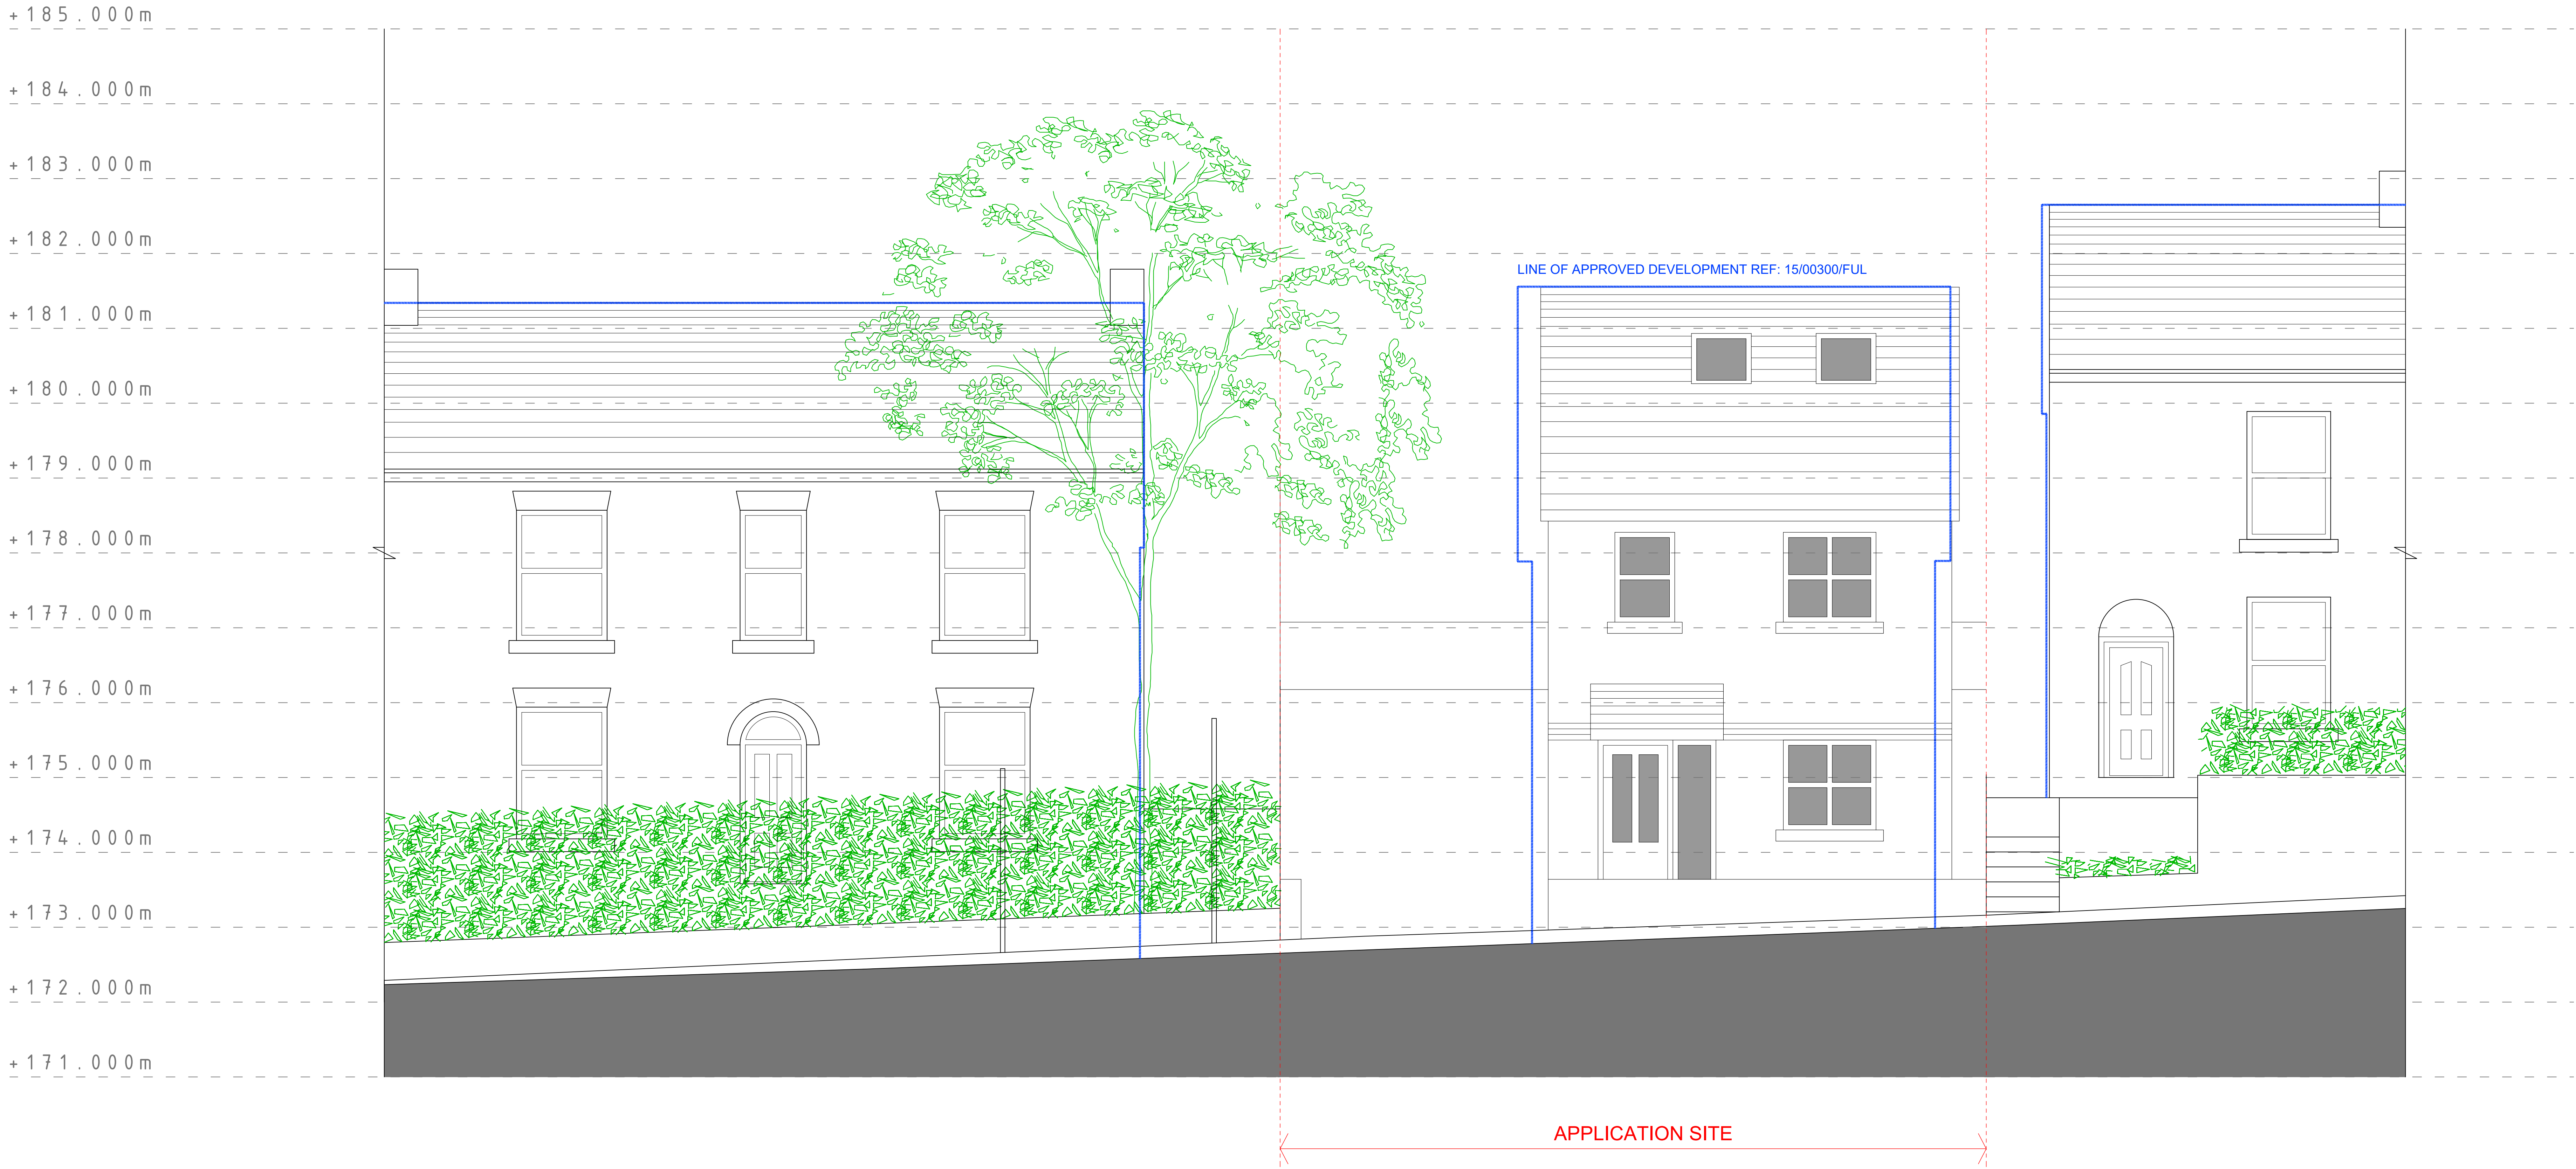 +185.000m
+184.000m
+183.000m
+182.000m
LINE OF APPROVED DEVELOPMENT REF: 15/00300/FUL
+181.000m
+180.000m
+179.000m
+178.000m
+177.000m
+176.000m
+175.000m
+174.000m
+173.000m
+172.000m
+171.000m
APPLICATION SITE